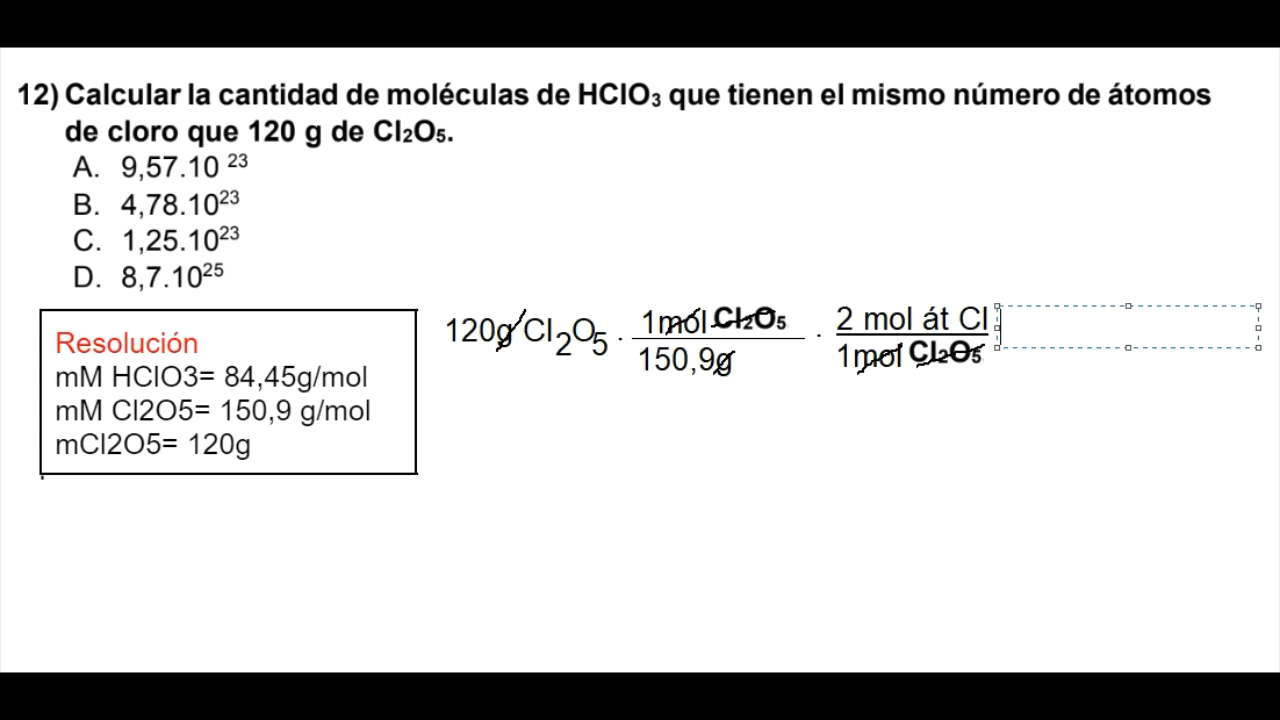 12) Calcular la cantidad de moléculas de HClO₃ que tienen el mismo número de átomos
de cloro que 120 g de Cl₂O₅.
A. 9,57.10 ²³
B. 4,78.10²³
C. 1,25.10²³
D. 8,7.10²⁵
Resolución
mM HClO3= 84,45g/mol
mM Cl2O5= 150,9 g/mol
mCl2O5= 120g
120g Cl₂O₅ · 1mol Cl₂O₅ · 2 mol át Cl
150,9g 1mol Cl₂O₅